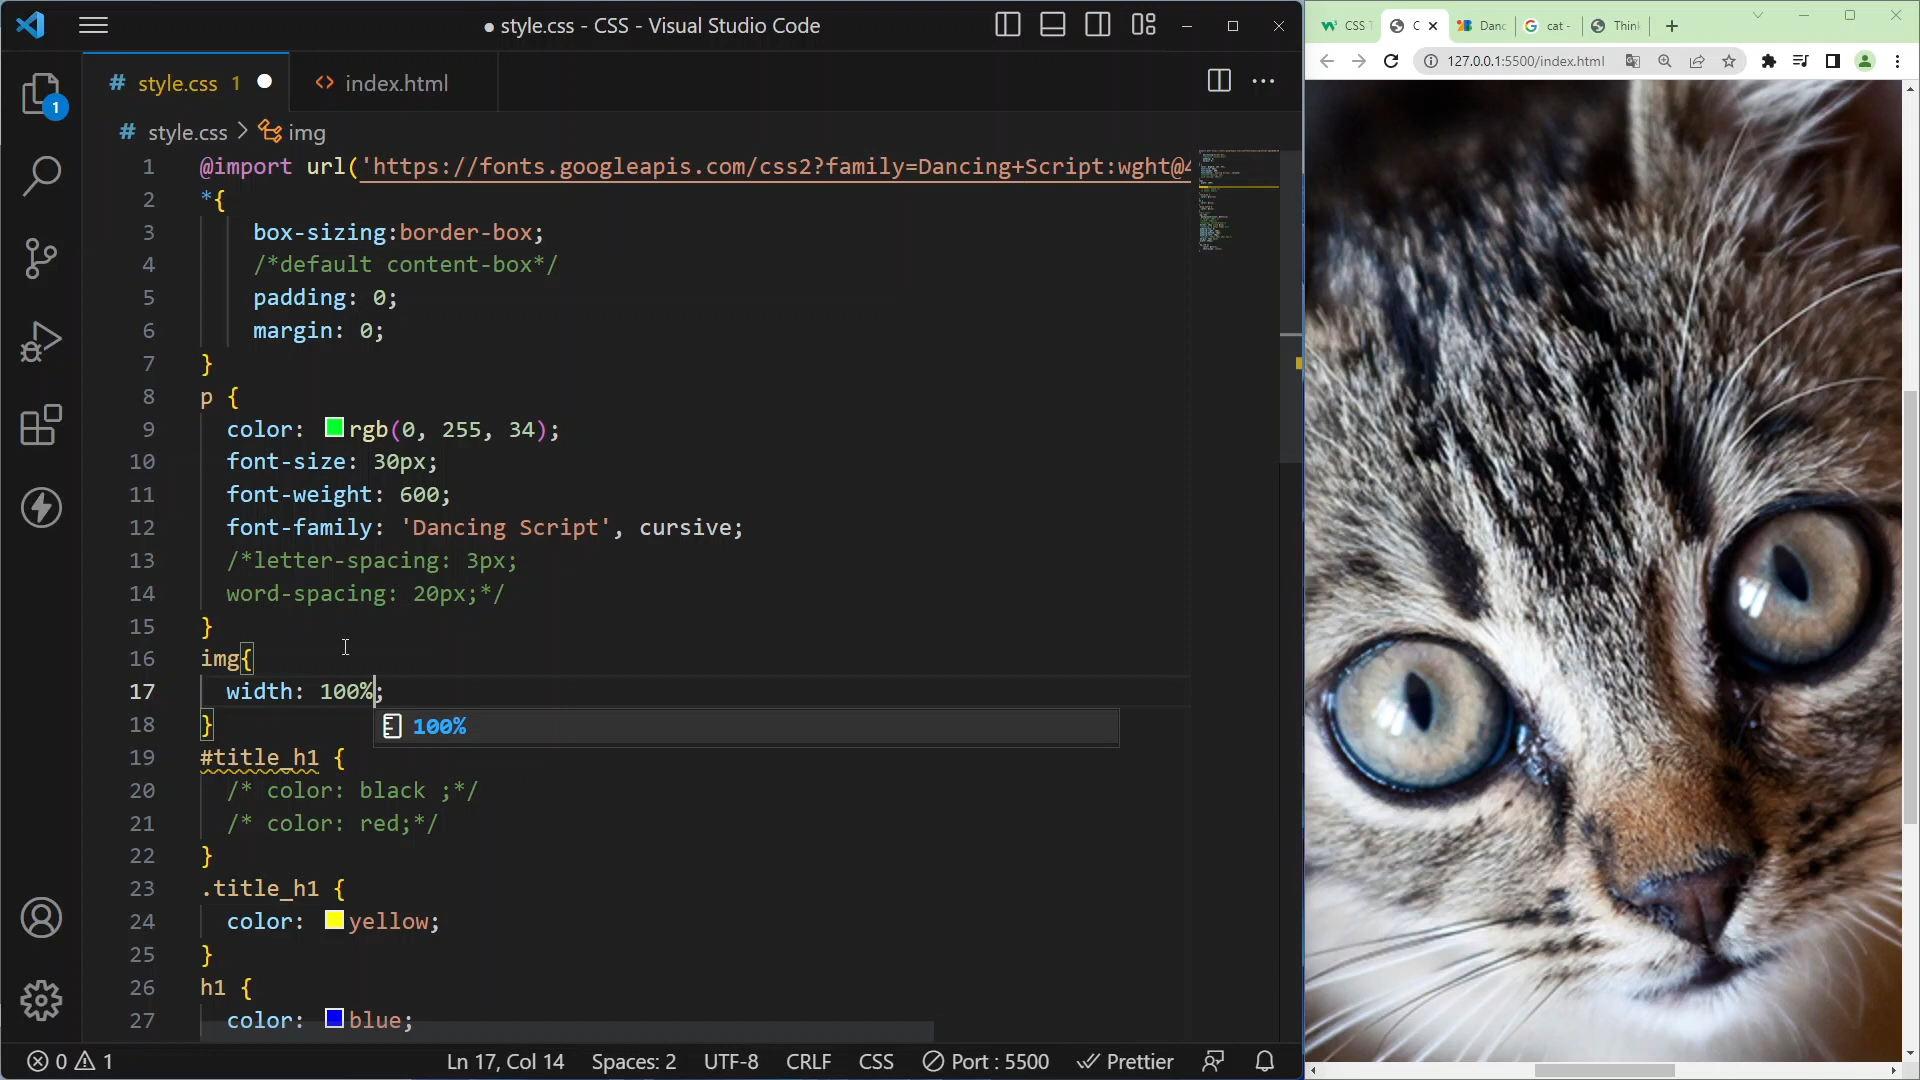 ● style.css - CSS - Visual Studio Code
# style.css 1
<> index.html
# style.css > img
1 @import url('https://fonts.googleapis.com/css2?family=Dancing+Script:wght@4
2 *{
3 box-sizing:border-box;
4 /*default content-box*/
5 padding: 0;
6 margin: 0;
7 }
8 p {
9 color: rgb(0, 255, 34);
10 font-size: 30px;
11 font-weight: 600;
12 font-family: 'Dancing Script', cursive;
13 /*letter-spacing: 3px;
14 word-spacing: 20px;*/
15 }
16 img{
17 width: 100%;
18 }
100%
19 #title_h1 {
20 /* color: black ;*/
21 /* color: red;*/
22 }
23 .title_h1 {
24 color: yellow;
25 }
26 h1 {
27 color: blue;
1
0 1
Ln 17, Col 14 Spaces: 2 UTF-8 CRLF CSS Port : 5500 Prettier
CSS T
C
Danc
cat -
Think
127.0.0.1:5500/index.html